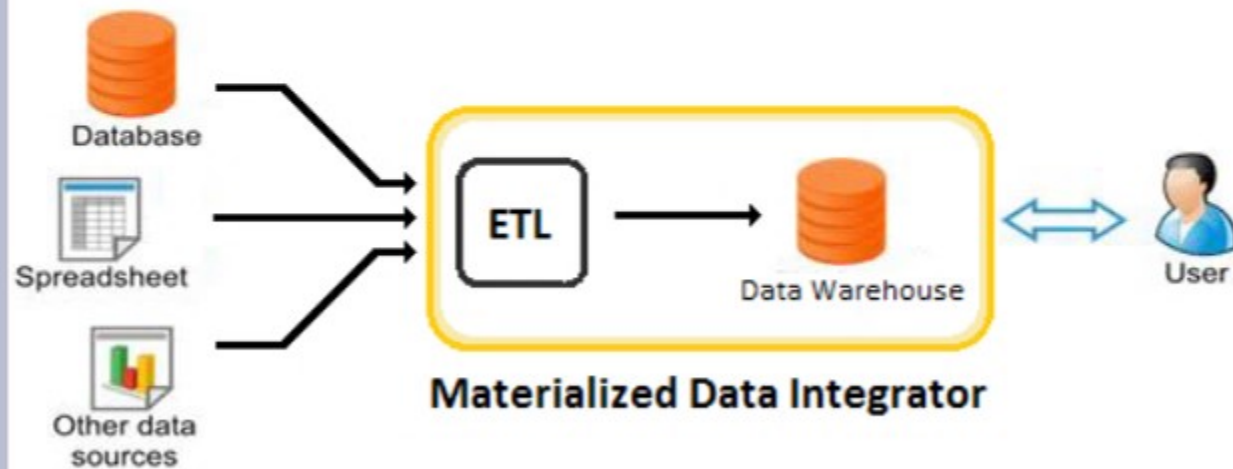 Database
Spreadsheet
Other data
sources
ETL
Data Warehouse
Materialized Data Integrator
User